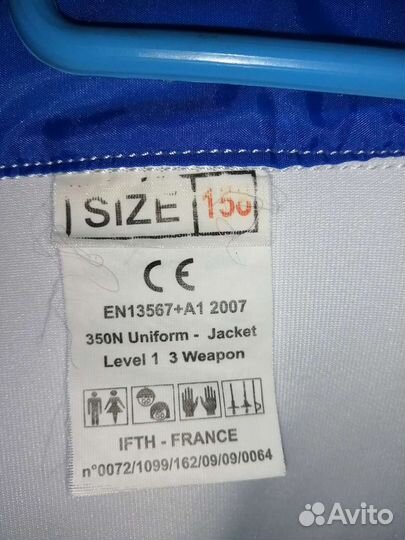 SIZE 150
CE
EN13567+A1 2007
350N Uniform - Jacket
Level 1 3 Weapon
IFTH - FRANCE
n°0072/1099/162/09/09/0064
Avito